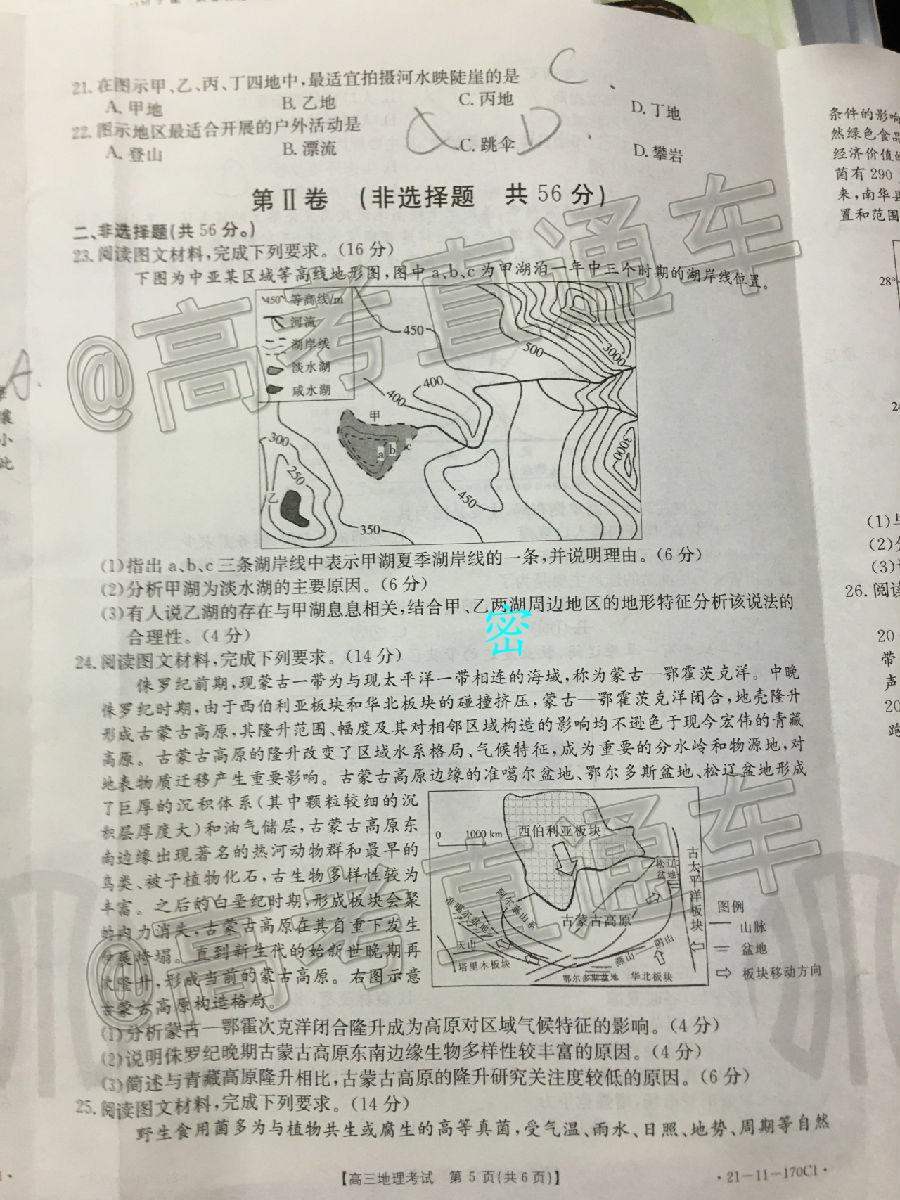 21. 在图示甲、乙、丙、丁四地中,最适宜拍摄河水映陡崖的是
C
A. 甲地 B. 乙地 C. 丙地 D. 丁地
22. 图示地区最适合开展的户外活动是
D
A. 登山 B. 漂流 C. 跳伞 D. 攀岩
第Ⅱ卷 (非选择题 共 56 分)
二、非选择题(共 56 分。)
23. 阅读图文材料,完成下列要求。(16 分)
下图为中亚某区域等高线地形图,图中 a、b、c 为甲湖泊一年中三个时期的湖岸线位置。
450 等高线/m
河流
湖岸线
淡水湖
咸水湖
450
500
3000
400
400
甲
a b c
300
250
乙
450
3000
350
(1)指出 a、b、c 三条湖岸线中表示甲湖夏季湖岸线的一条,并说明理由。(6 分)
(2)分析甲湖为淡水湖的主要原因。(6 分)
(3)有人说乙湖的存在与甲湖息息相关,结合甲、乙两湖周边地区的地形特征分析该说法的
合理性。(4 分)
密
24. 阅读图文材料,完成下列要求。(14 分)
侏罗纪前期,现蒙古一带为与现太平洋一带相连的海域,称为蒙古—鄂霍茨克洋。中晚
侏罗纪时期,由于西伯利亚板块和华北板块的碰撞挤压,蒙古—鄂霍茨克洋闭合,地壳隆升
形成古蒙古高原,其隆升范围、幅度及其对相邻区域构造的影响均不逊色于现今宏伟的青藏
高原。古蒙古高原的隆升改变了区域水系格局、气候特征,成为重要的分水岭和物源地,对
地表物质迁移产生重要影响。古蒙古高原边缘的准噶尔盆地、鄂尔多斯盆地、松辽盆地形成
了巨厚的沉积体系(其中颗粒较细的沉
积层厚度大)和油气储层,古蒙古高原东
南边缘出现著名的热河动物群和最早的
鸟类、被子植物化石,古生物多样性较为
丰富。之后的白垩纪时期,形成板块会聚
的内力消失,古蒙古高原在其自重下发生
垮塌。直到新生代的始新世晚期再
次隆升,形成当前的蒙古高原。右图示意
古蒙古高原构造格局。
0 1000 km
西伯利亚板块
松辽盆地
古太平洋板块
准噶尔盆地
阿尔泰山
古蒙古高原
天山
塔里木板块
燕山—阴山
鄂尔多斯盆地
华北板块
图例
山脉
盆地
板块移动方向
(1)分析蒙古—鄂霍次克洋闭合隆升成为高原对区域气候特征的影响。(4 分)
(2)说明侏罗纪晚期古蒙古高原东南边缘生物多样性较丰富的原因。(4 分)
(3)简述与青藏高原隆升相比,古蒙古高原的隆升研究关注度较低的原因。(6 分)
25. 阅读图文材料,完成下列要求。(14 分)
野生食用菌多为与植物共生或腐生的高等真菌,受气温、雨水、日照、地势、周期等自然
【高三地理考试 第 5 页(共 6 页)】
·21-11-170C1·
@高考直通车
@高考直通车
A.
壤
小
此
条件的影响
然绿色食品
经济价值的
菌有 290
来,南华县
置和范围
28°
(1)
(2)
(3)
26. 阅读
20
带
声
20